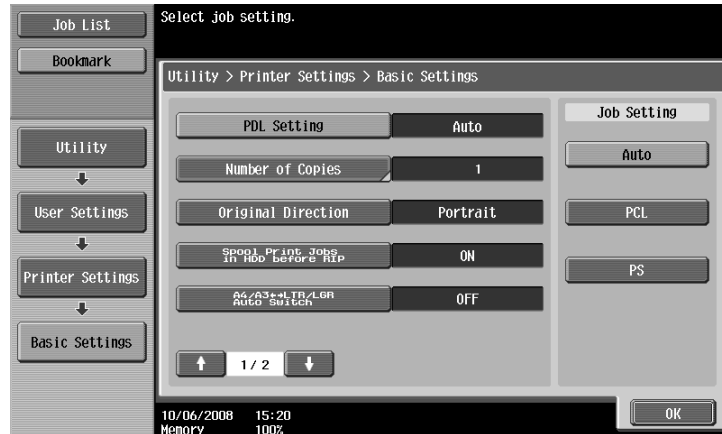 Job List
Bookmark
Utility
User Settings
Printer Settings
Basic Settings
Select job setting.
Utility > Printer Settings > Basic Settings
PDL Setting
Auto
Number of Copies
1
Original Direction
Portrait
Spool Print Jobs
in HDD before RIP
ON
A4/A3↔LTR/LGR
Auto Switch
OFF
1/ 2
Job Setting
Auto
PCL
PS
OK
10/06/2008 15:20
Memory 100%